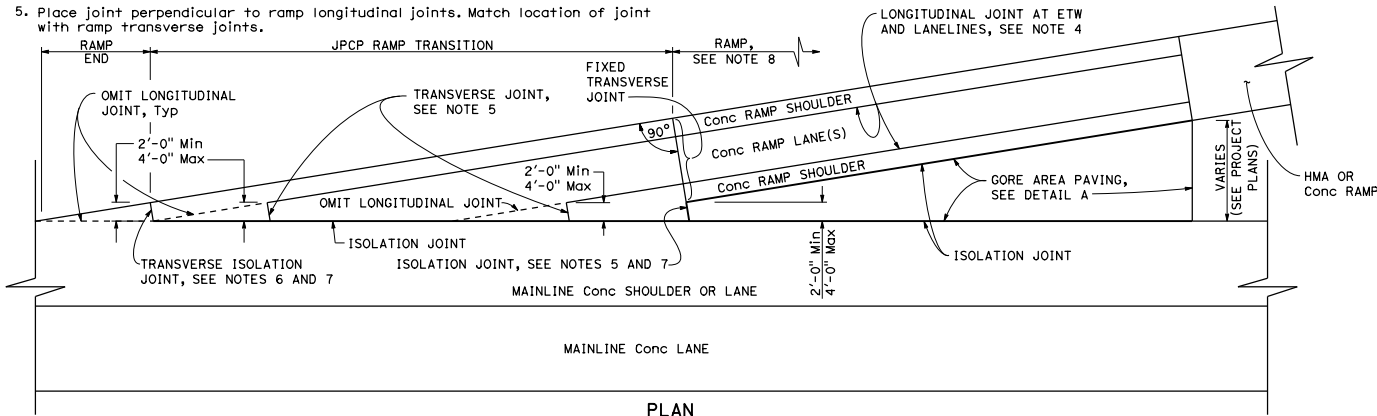 5. Place joint perpendicular to ramp longitudinal joints. Match location of joint
with ramp transverse joints.
RAMP
END
JPCP RAMP TRANSITION
RAMP,
SEE NOTE 8
LONGITUDINAL JOINT AT ETW
AND LANELINES, SEE NOTE 4
FIXED
TRANSVERSE
JOINT
OMIT LONGITUDINAL
JOINT, Typ
TRANSVERSE JOINT,
SEE NOTE 5
2'-0" Min
4'-0" Max
90°
Conc RAMP SHOULDER
Conc RAMP LANE(S)
Conc RAMP SHOULDER
2'-0" Min
4'-0" Max
OMIT LONGITUDINAL JOINT
GORE AREA PAVING,
SEE DETAIL A
VARIES
(SEE PROJECT
PLANS)
HMA OR
Conc RAMP
ISOLATION JOINT
TRANSVERSE ISOLATION
JOINT, SEE NOTES 6 AND 7
ISOLATION JOINT, SEE NOTES 5 AND 7
2'-0" Min
4'-0" Max
ISOLATION JOINT
MAINLINE Conc SHOULDER OR LANE
MAINLINE Conc LANE
PLAN